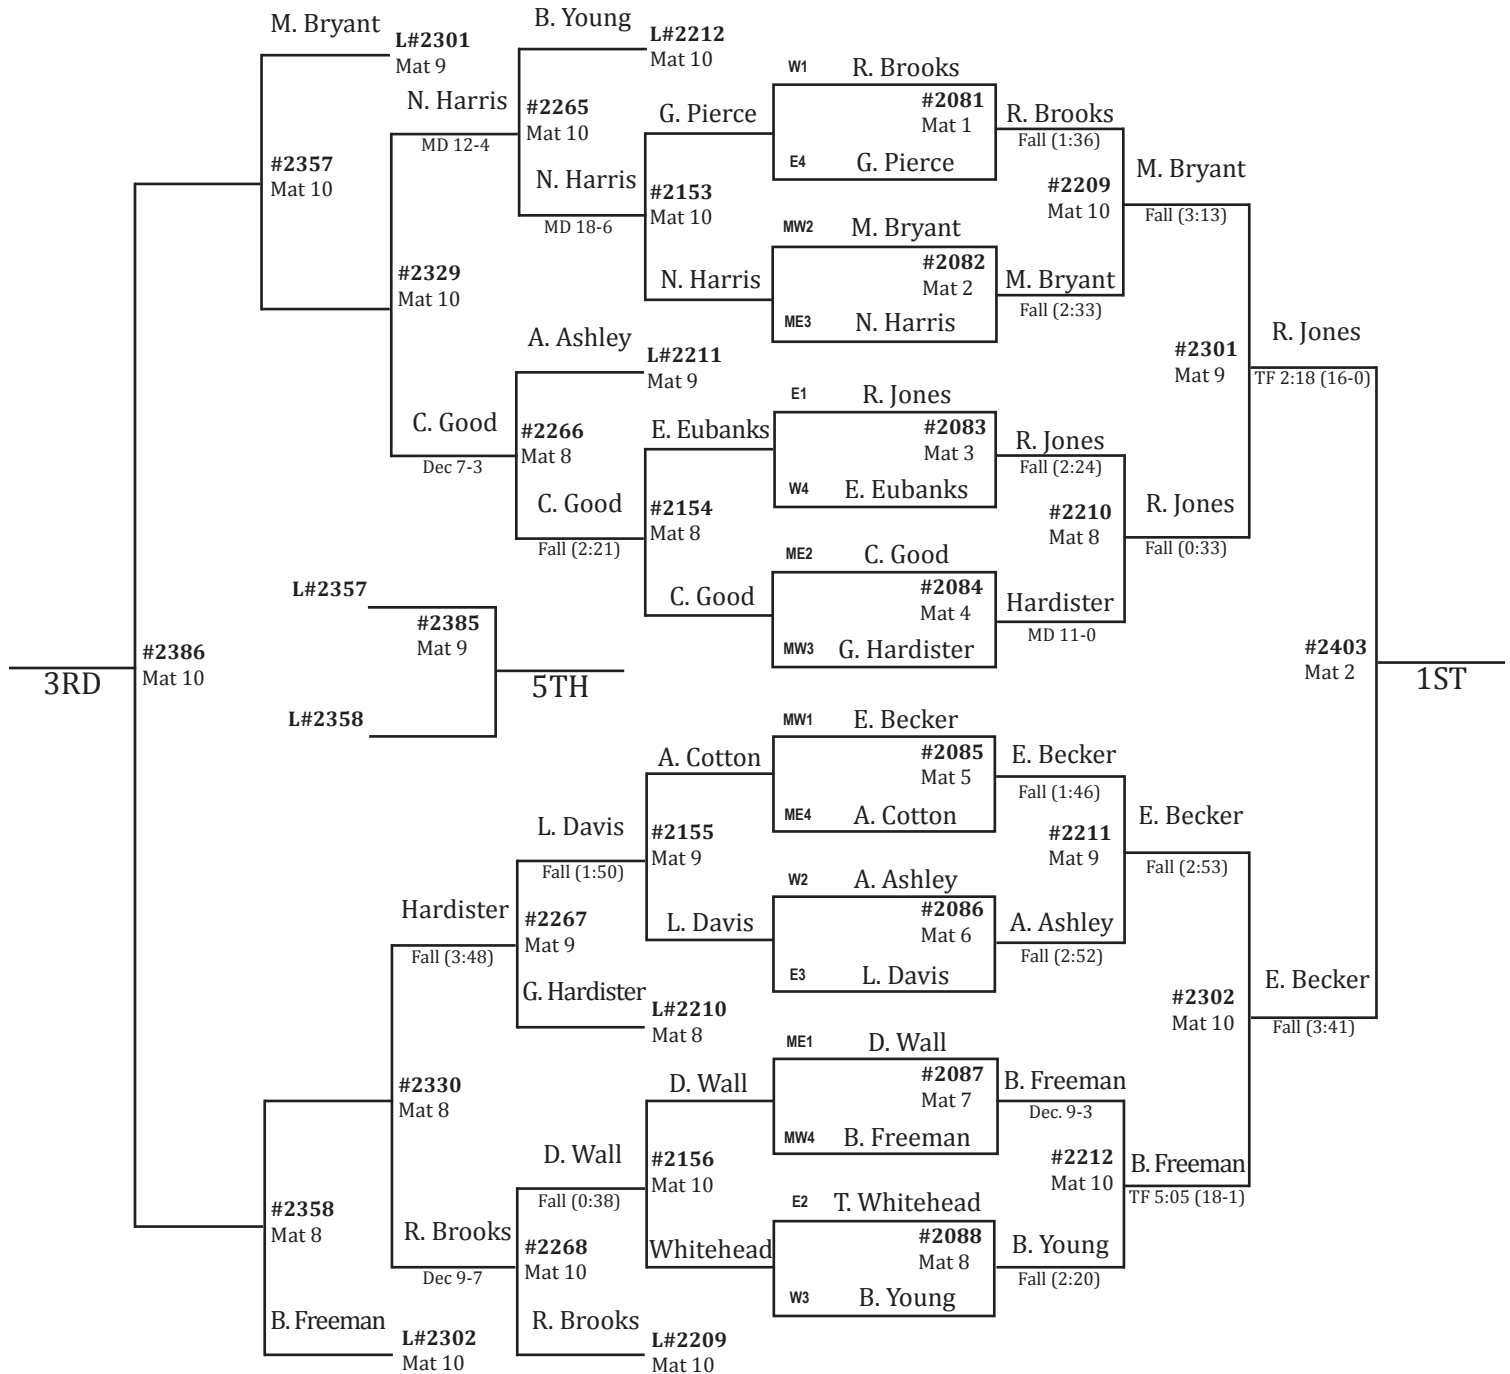 M. Bryant
L#2301
Mat 9
#2357
Mat 10
N. Harris
MD 12-4
#2329
Mat 10
C. Good
Dec 7-3
B. Young
L#2212
Mat 10
#2265
Mat 10
N. Harris
MD 18-6
A. Ashley
L#2211
Mat 9
#2266
Mat 8
C. Good
Fall (2:21)
G. Pierce
#2153
Mat 10
N. Harris
E. Eubanks
#2154
Mat 8
C. Good
W1
R. Brooks
#2081
Mat 1
E4
G. Pierce
MW2
M. Bryant
#2082
Mat 2
ME3
N. Harris
E1
R. Jones
#2083
Mat 3
W4
E. Eubanks
ME2
C. Good
#2084
Mat 4
MW3
G. Hardister
R. Brooks
Fall (1:36)
#2209
Mat 10
M. Bryant
Fall (2:33)
R. Jones
Fall (2:24)
#2210
Mat 8
Hardister
MD 11-0
M. Bryant
Fall (3:13)
#2301
Mat 9
R. Jones
Fall (0:33)
R. Jones
TF 2:18 (16-0)
L#2357
#2385
Mat 9
L#2358
5TH
3RD
#2386
Mat 10
#2403
Mat 2
1ST
A. Cotton
#2155
Mat 9
L. Davis
L. Davis
Fall (1:50)
#2267
Mat 9
G. Hardister
L#2210
Mat 8
Hardister
Fall (3:48)
#2330
Mat 8
R. Brooks
Dec 9-7
#2358
Mat 8
B. Freeman
L#2302
Mat 10
D. Wall
#2156
Mat 10
Whitehead
D. Wall
Fall (0:38)
#2268
Mat 10
R. Brooks
L#2209
Mat 10
MW1
E. Becker
#2085
Mat 5
ME4
A. Cotton
W2
A. Ashley
#2086
Mat 6
E3
L. Davis
ME1
D. Wall
#2087
Mat 7
MW4
B. Freeman
E2
T. Whitehead
#2088
Mat 8
W3
B. Young
E. Becker
Fall (1:46)
#2211
Mat 9
A. Ashley
Fall (2:52)
B. Freeman
Dec. 9-3
#2212
Mat 10
B. Young
Fall (2:20)
E. Becker
Fall (2:53)
#2302
Mat 10
B. Freeman
TF 5:05 (18-1)
E. Becker
Fall (3:41)